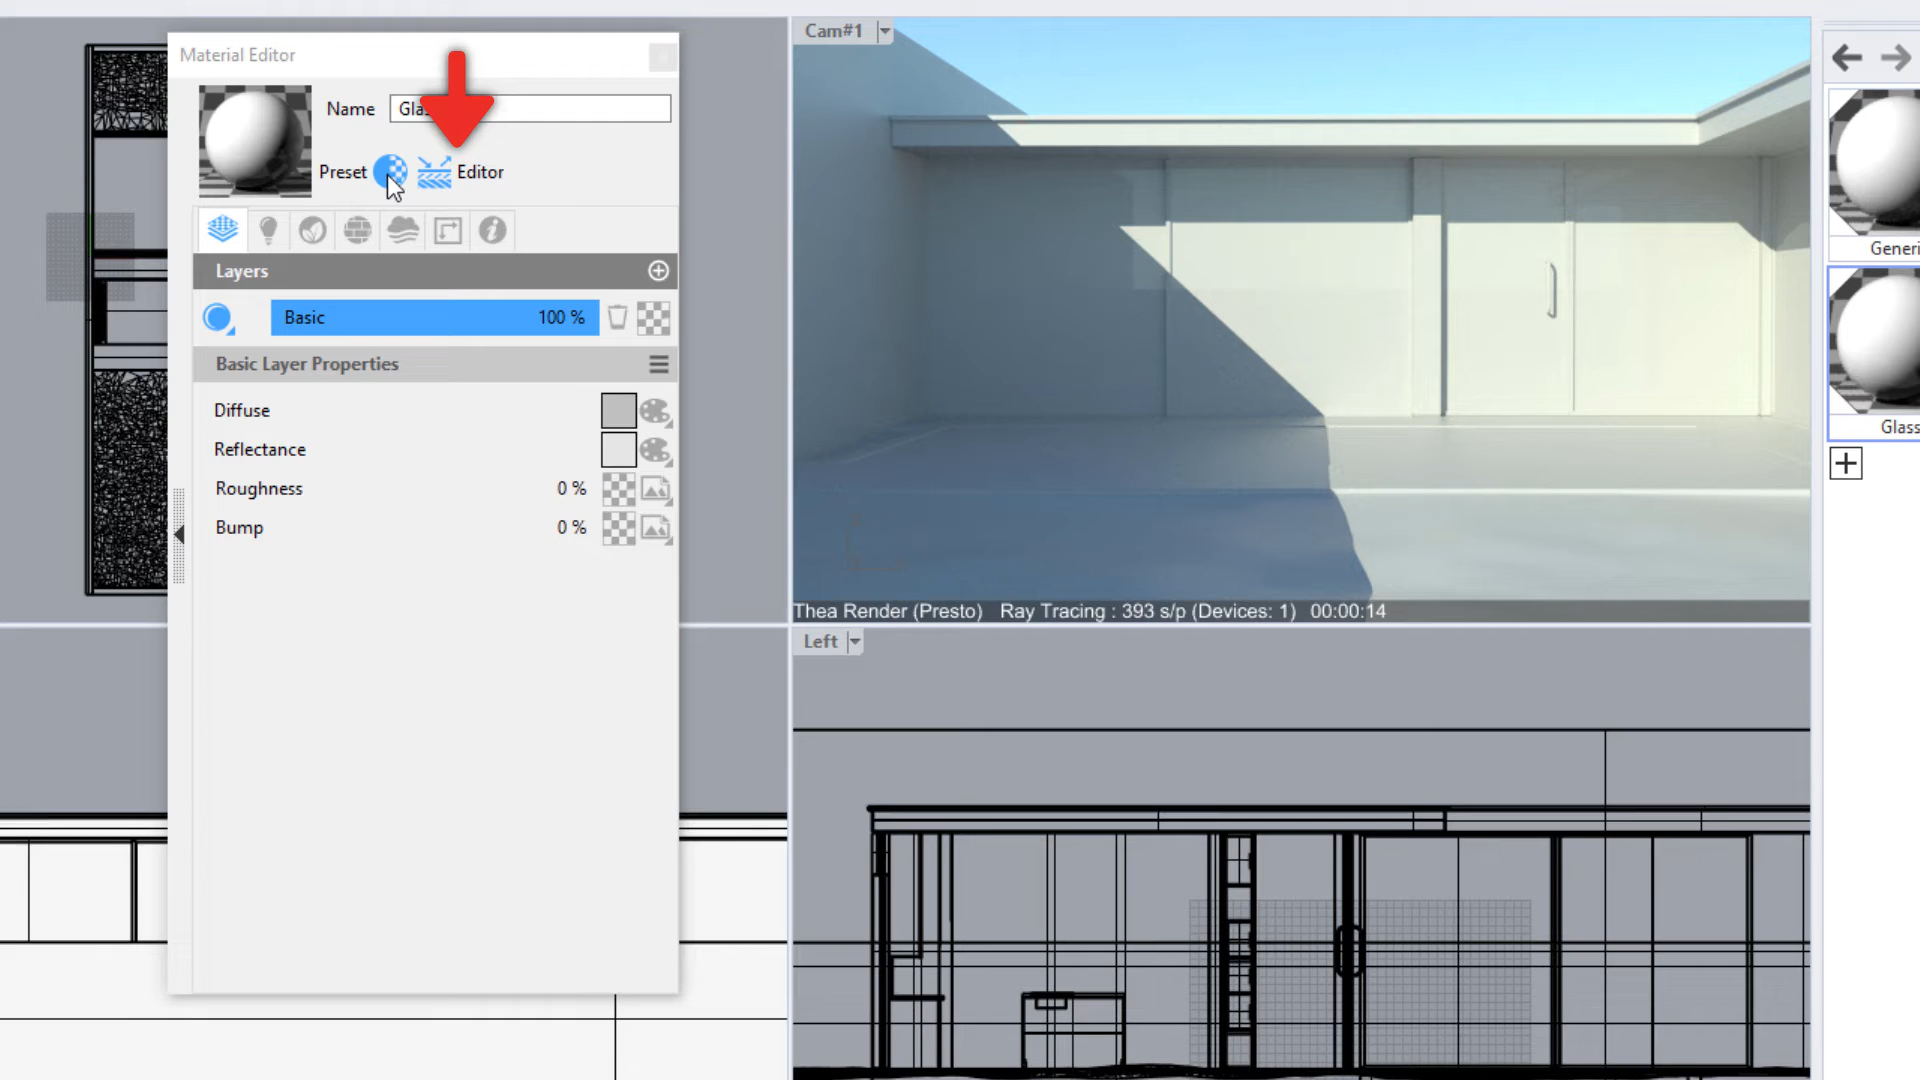 Material Editor
Name
Preset
Editor
Layers
Basic 100 %
Basic Layer Properties
Diffuse
Reflectance
Roughness 0 %
Bump 0 %
Cam#1
Thea Render (Presto) Ray Tracing : 393 s/p (Devices: 1) 00:00:14
Left
Generi
Glass